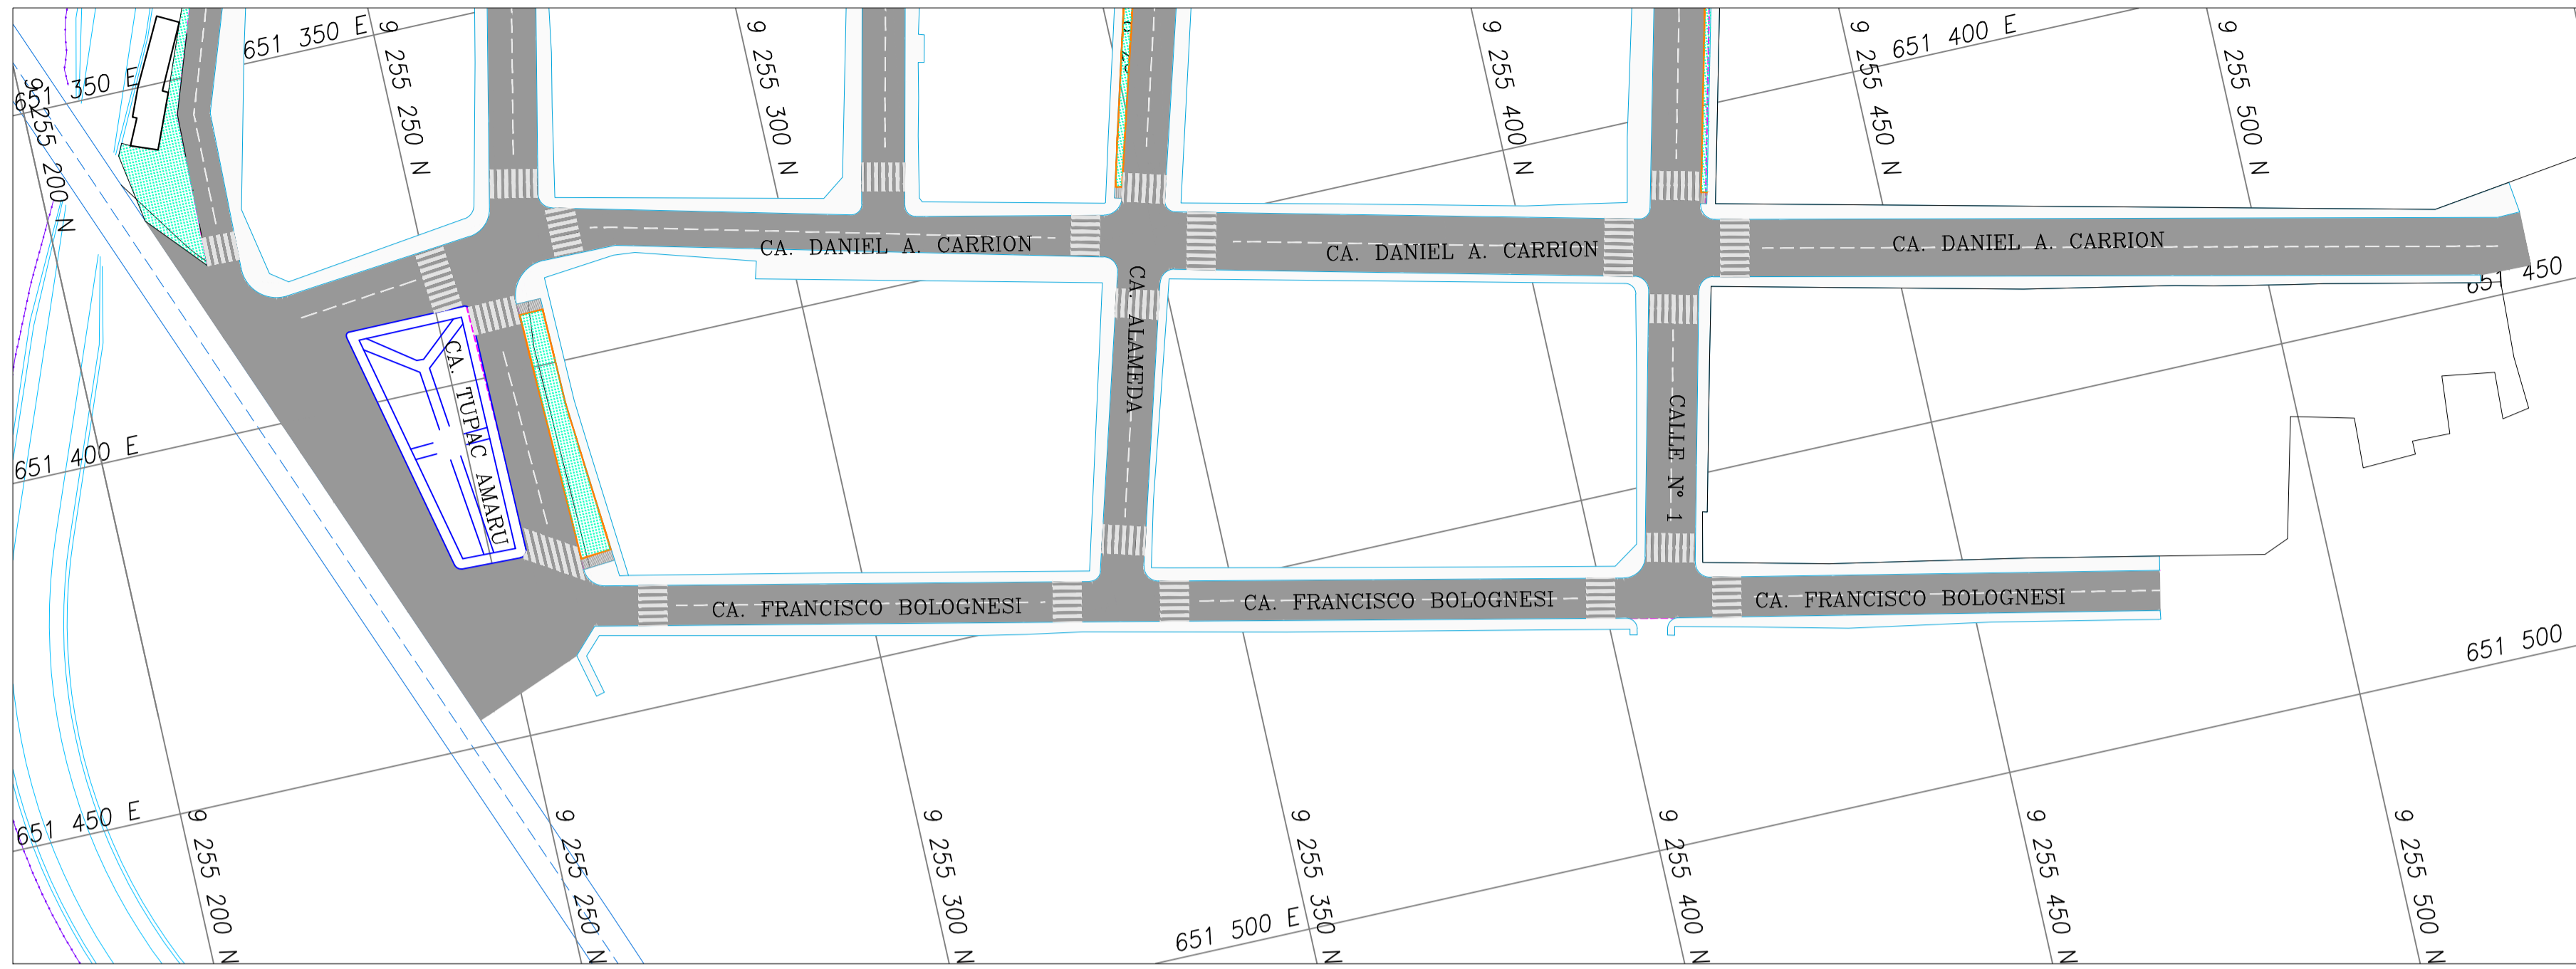 651 350 E
9 255 250 N
9 255 300 N
9 255 400 N
9 255 450 N
651 400 E
9 255 500 N
651 350 E
9 255 200 N
CA. DANIEL A. CARRION
CA. DANIEL A. CARRION
CA. DANIEL A. CARRION
651 450
CA. ALAMEDA
CA. TUPAC AMARU
CALLE N° 1
651 400 E
CA. FRANCISCO BOLOGNESI
CA. FRANCISCO BOLOGNESI
CA. FRANCISCO BOLOGNESI
651 500
651 450 E
9 255 200 N
9 255 250 N
9 255 300 N
9 255 350 N
9 255 400 N
9 255 450 N
9 255 500 N
651 500 E